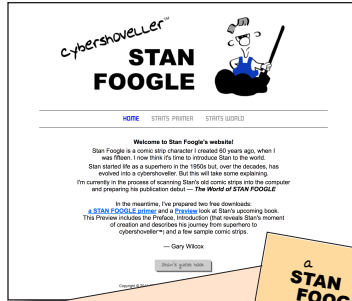 cybershoveller™
STAN
FOOGLE
HOME STAN'S PRIMER STAN'S WORLD
Welcome to Stan Foogle's website!
Stan Foogle is a comic strip character I created 60 years ago, when I
was fifteen. I now think it's time to introduce Stan to the world.
Stan started life as a superhero in the 1950s but, over the decades, has
evolved into a cybershoveller. But this will take some explaining.
I'm currently in the process of scanning Stan's old comic strips into the computer
and preparing his publication debut — The World of STAN FOOGLE
In the meantime, I've prepared two free downloads:
a STAN FOOGLE primer and a Preview look at Stan's upcoming book.
This Preview includes the Preface, Introduction (that reveals Stan's moment
of creation and describes his journey from superhero to
cybershoveller™) and a few sample comic strips.
— Gary Wilcox
Stan's guest book
Copyright ©
a
STAN
FOOG